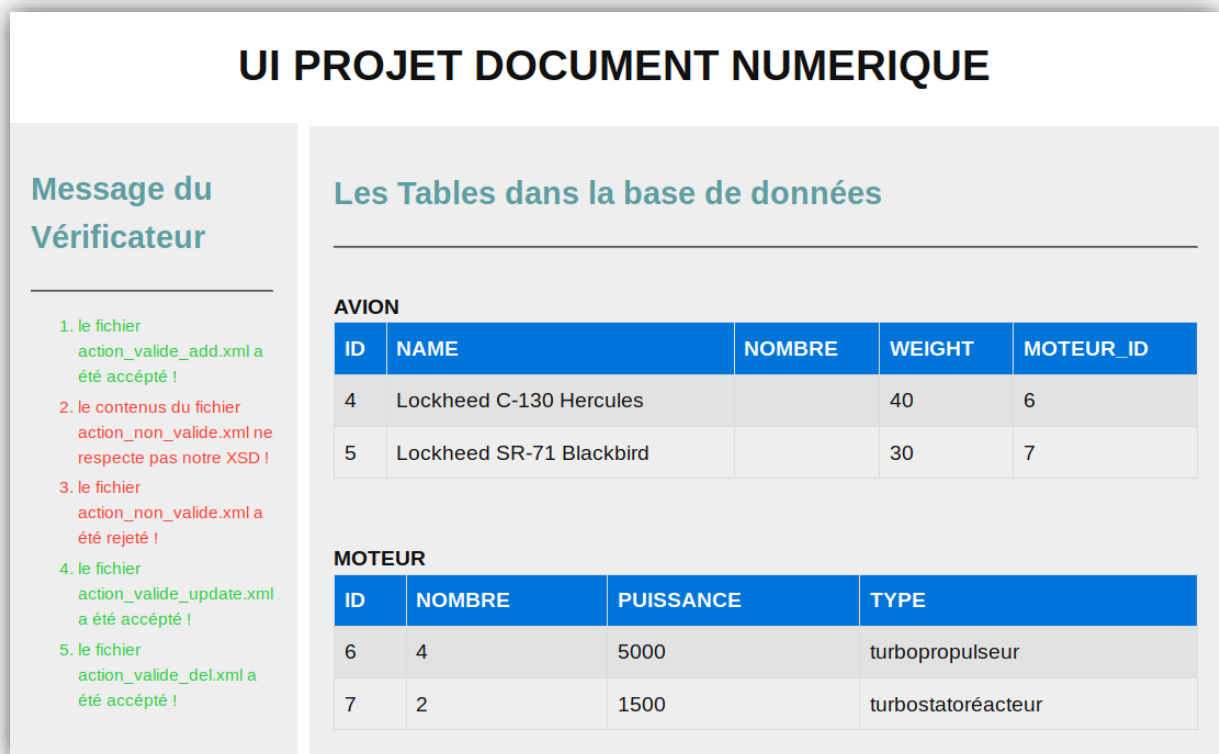 UI PROJET DOCUMENT NUMERIQUE
Message du
Vérificateur
1. le fichier
action_valide_add.xml a
été accépté !
2. le contenus du fichier
action_non_valide.xml ne
respecte pas notre XSD !
3. le fichier
action_non_valide.xml a
été rejeté !
4. le fichier
action_valide_update.xml
a été accépté !
5. le fichier
action_valide_del.xml a
été accépté !
Les Tables dans la base de données
AVION
ID NAME NOMBRE WEIGHT MOTEUR_ID
4 Lockheed C-130 Hercules 40 6
5 Lockheed SR-71 Blackbird 30 7
MOTEUR
ID NOMBRE PUISSANCE TYPE
6 4 5000 turbopropulseur
7 2 1500 turbostatoréacteur